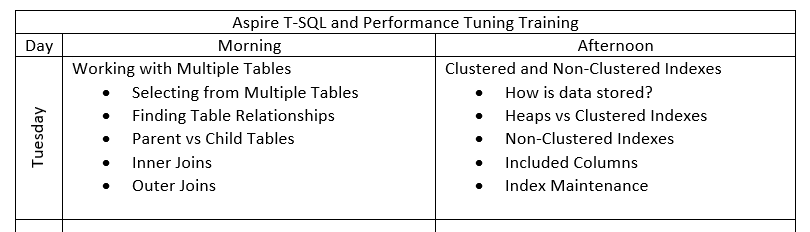 Aspire T-SQL and Performance Tuning Training
Day Morning Afternoon
Tuesday
Working with Multiple Tables
• Selecting from Multiple Tables
• Finding Table Relationships
• Parent vs Child Tables
• Inner Joins
• Outer Joins
Clustered and Non-Clustered Indexes
• How is data stored?
• Heaps vs Clustered Indexes
• Non-Clustered Indexes
• Included Columns
• Index Maintenance